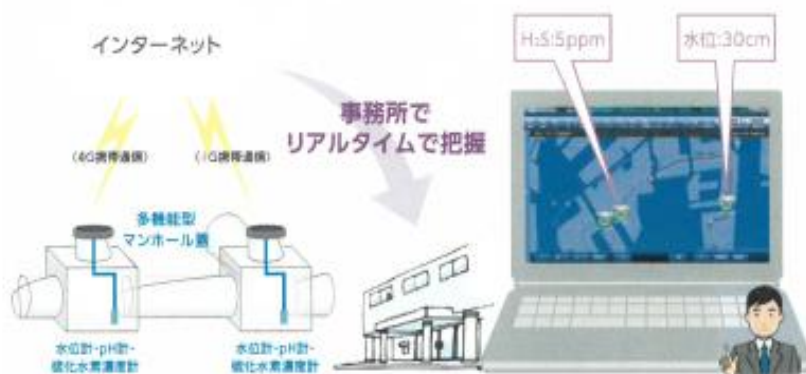 インターネット
(4G携帯通信)
(4G携帯通信)
事務所で
リアルタイムで把握
H₂S:5ppm
水位:30cm
多機能型
マンホール蓋
水位計・pH計・
硫化水素濃度計
水位計・pH計・
硫化水素濃度計